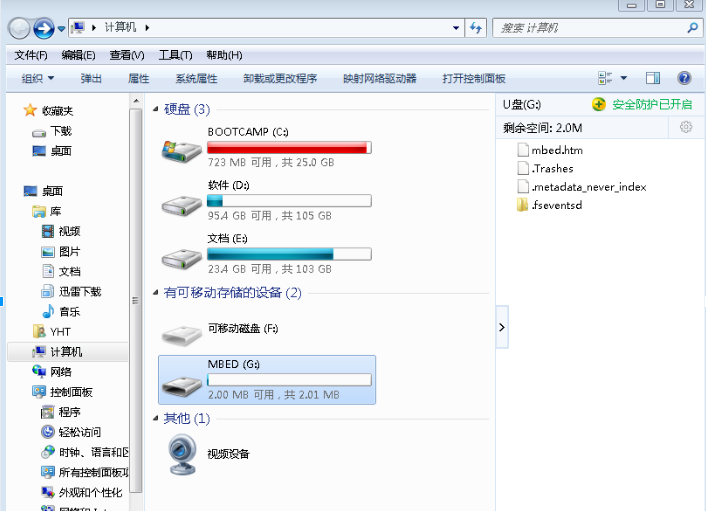 计算机
搜索 计算机
文件(F) 编辑(E) 查看(V) 工具(T) 帮助(H)
组织 弹出 属性 系统属性 卸载或更改程序 映射网络驱动器 打开控制面板
收藏夹
下载
桌面
桌面
库
视频
图片
文档
迅雷下载
音乐
YHT
计算机
网络
控制面板
程序
轻松访问
时钟、语言和区
所有控制面板项
外观和个性化
硬盘 (3)
BOOTCAMP (C:)
723 MB 可用，共 25.0 GB
软件 (D:)
95.4 GB 可用，共 105 GB
文档 (E:)
23.4 GB 可用，共 103 GB
有可移动存储的设备 (2)
可移动磁盘 (F:)
MBED (G:)
2.00 MB 可用，共 2.01 MB
其他 (1)
视频设备
U盘(G:) 安全防护已开启
剩余空间: 2.0M
mbed.htm
.Trashes
.metadata_never_index
.fseventsd